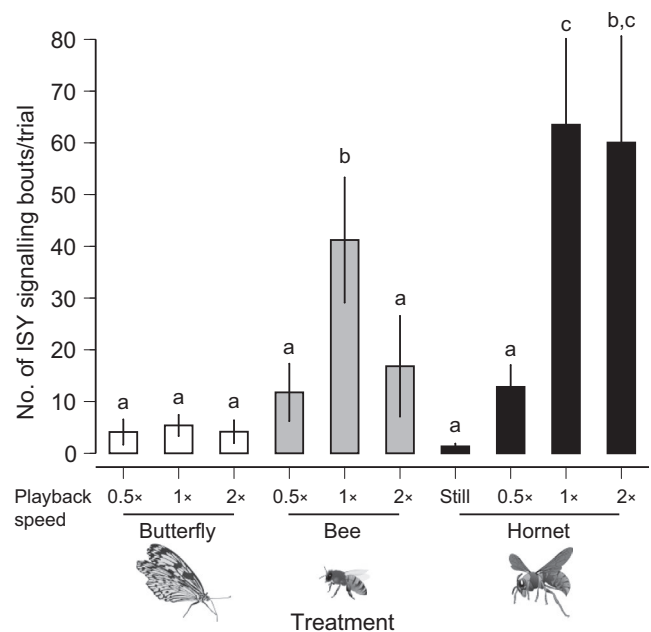 No. of ISY signalling bouts/trial
80
70
60
50
40
30
20
10
0
a
a
a
a
b
a
a
a
c
b,c
Playback speed
0.5×
1×
2×
0.5×
1×
2×
Still
0.5×
1×
2×
Butterfly
Bee
Hornet
Treatment